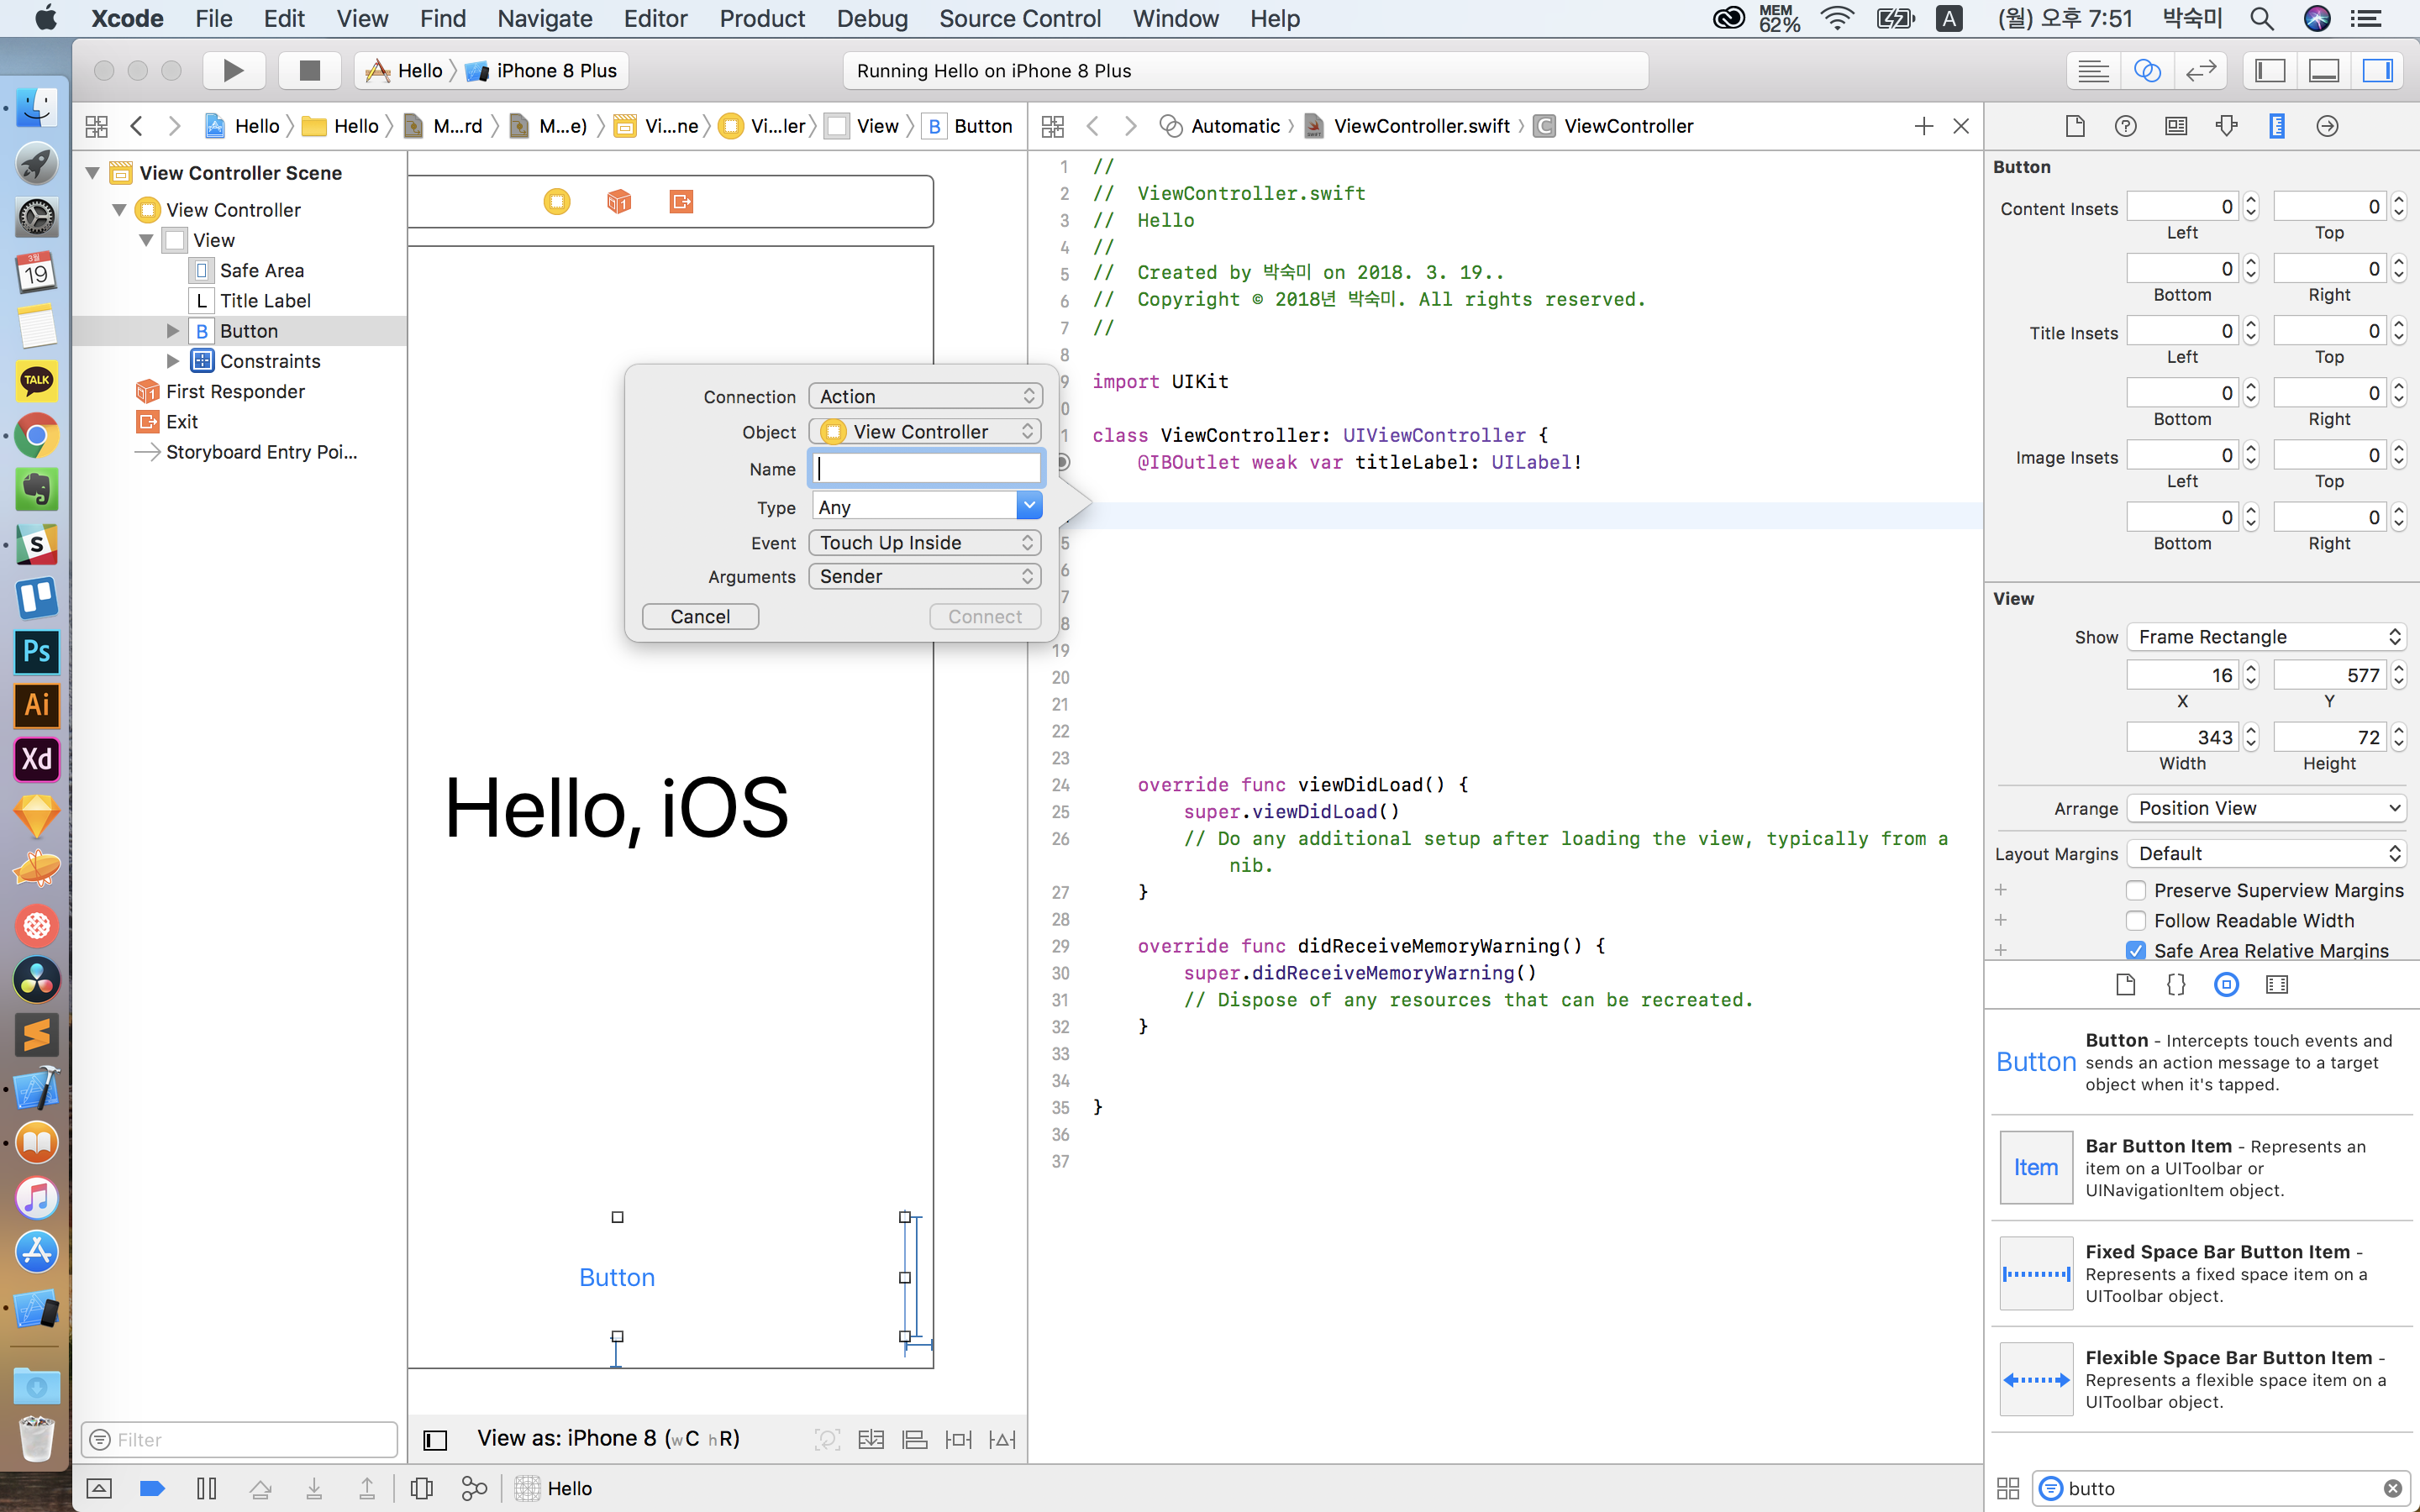 Xcode File Edit View Find Navigate Editor Product Debug Source Control Window Help MEM 62% A (월) 오후 7:51 박숙미
Hello iPhone 8 Plus
Running Hello on iPhone 8 Plus
Hello Hello M...rd M...e) Vi...ne Vi...ler View B Button
Automatic ViewController.swift C ViewController
View Controller Scene
View Controller
View
Safe Area
L Title Label
B Button
Constraints
First Responder
Exit
Storyboard Entry Poi...
Filter
3월
19
TALK
S
Ps
Ai
Xd
Connection Action
Object View Controller
Name
Type Any
Event Touch Up Inside
Arguments Sender
Cancel Connect
Hello, iOS
Button
View as: iPhone 8 (wC hR)
Hello
1 //
2 // ViewController.swift
3 // Hello
4 //
5 // Created by 박숙미 on 2018. 3. 19..
6 // Copyright © 2018년 박숙미. All rights reserved.
7 //
8
9 import UIKit
0
1 class ViewController: UIViewController {
@IBOutlet weak var titleLabel: UILabel!
5
6
7
8
19
20
21
22
23
24 override func viewDidLoad() {
25 super.viewDidLoad()
26 // Do any additional setup after loading the view, typically from a
nib.
27 }
28
29 override func didReceiveMemoryWarning() {
30 super.didReceiveMemoryWarning()
31 // Dispose of any resources that can be recreated.
32 }
33
34
35 }
36
37
Button
Content Insets 0 0
Left Top
0 0
Bottom Right
Title Insets 0 0
Left Top
0 0
Bottom Right
Image Insets 0 0
Left Top
0 0
Bottom Right
View
Show Frame Rectangle
16 577
X Y
343 72
Width Height
Arrange Position View
Layout Margins Default
Preserve Superview Margins
Follow Readable Width
Safe Area Relative Margins
Button
Button - Intercepts touch events and
sends an action message to a target
object when it's tapped.
Item
Bar Button Item - Represents an
item on a UIToolbar or
UINavigationItem object.
Fixed Space Bar Button Item -
Represents a fixed space item on a
UIToolbar object.
Flexible Space Bar Button Item -
Represents a flexible space item on a
UIToolbar object.
butto